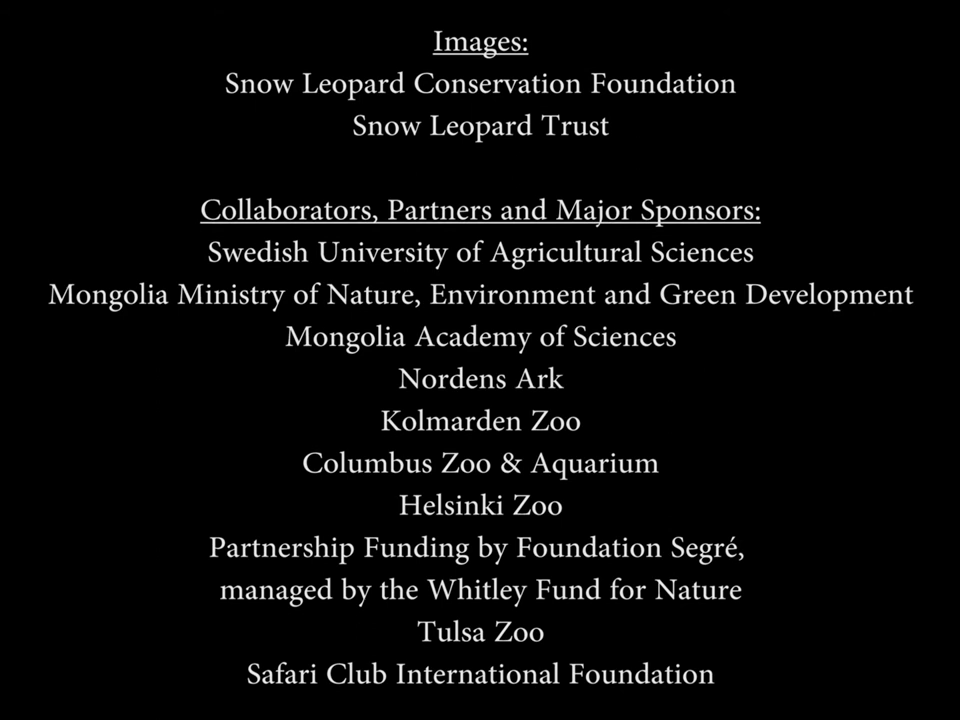 Images:
Snow Leopard Conservation Foundation
Snow Leopard Trust
Collaborators, Partners and Major Sponsors:
Swedish University of Agricultural Sciences
Mongolia Ministry of Nature, Environment and Green Development
Mongolia Academy of Sciences
Nordens Ark
Kolmarden Zoo
Columbus Zoo & Aquarium
Helsinki Zoo
Partnership Funding by Foundation Segré,
managed by the Whitley Fund for Nature
Tulsa Zoo
Safari Club International Foundation